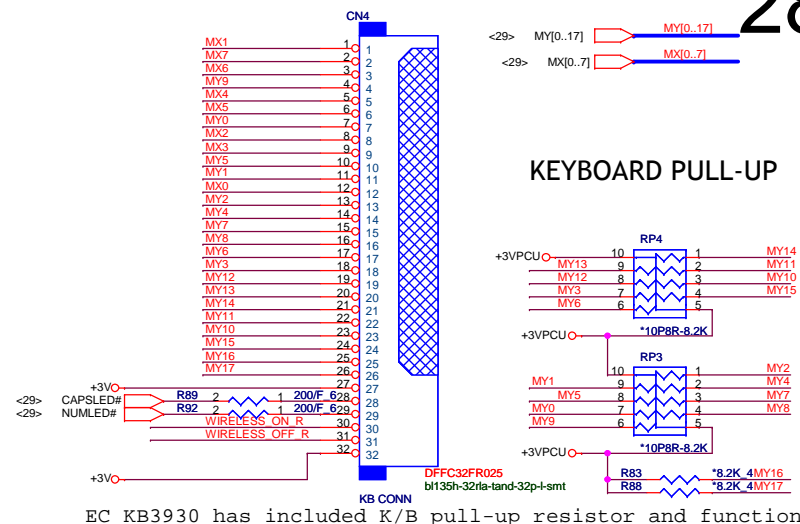 28
CN4
MX1 1 1
MX7 2 2
MX6 3 3
MY9 4 4
MX4 5 5
MX5 6 6
MY0 7 7
MX2 8 8
MX3 9 9
MY5 10 10
MY1 11 11
MX0 12 12
MY2 13 13
MY4 14 14
MY7 15 15
MY8 16 16
MY6 17 17
MY3 18 18
MY12 19 19
MY13 20 20
MY14 21 21
MY11 22 22
MY10 23 23
MY15 24 24
MY16 25 25
MY17 26 26
+3V 27 27
<29> CAPSLED# R89 2 1 200/F_6 28 28
<29> NUMLED# R92 2 1 200/F_6 29 29
WIRELESS_ON_R 30 30
WIRELESS_OFF_R 31 31
32 32
+3V
DFFC32FR025
bl135h-32rla-tand-32p-l-smt
KB CONN
<29> MY[0..17] MY[0..17]
<29> MX[0..7] MX[0..7]
KEYBOARD PULL-UP
RP4
+3VPCU 10 1 MY14
MY13 9 2 MY11
MY12 8 3 MY10
MY3 7 4 MY15
MY6 6 5
*10P8R-8.2K
+3VPCU
RP3
10 1 MY2
MY1 9 2 MY4
MY5 8 3 MY7
MY0 7 4 MY8
MY9 6 5
*10P8R-8.2K
+3VPCU
R83 *8.2K_4 MY16
R88 *8.2K_4 MY17
EC KB3930 has included K/B pull-up resistor and function